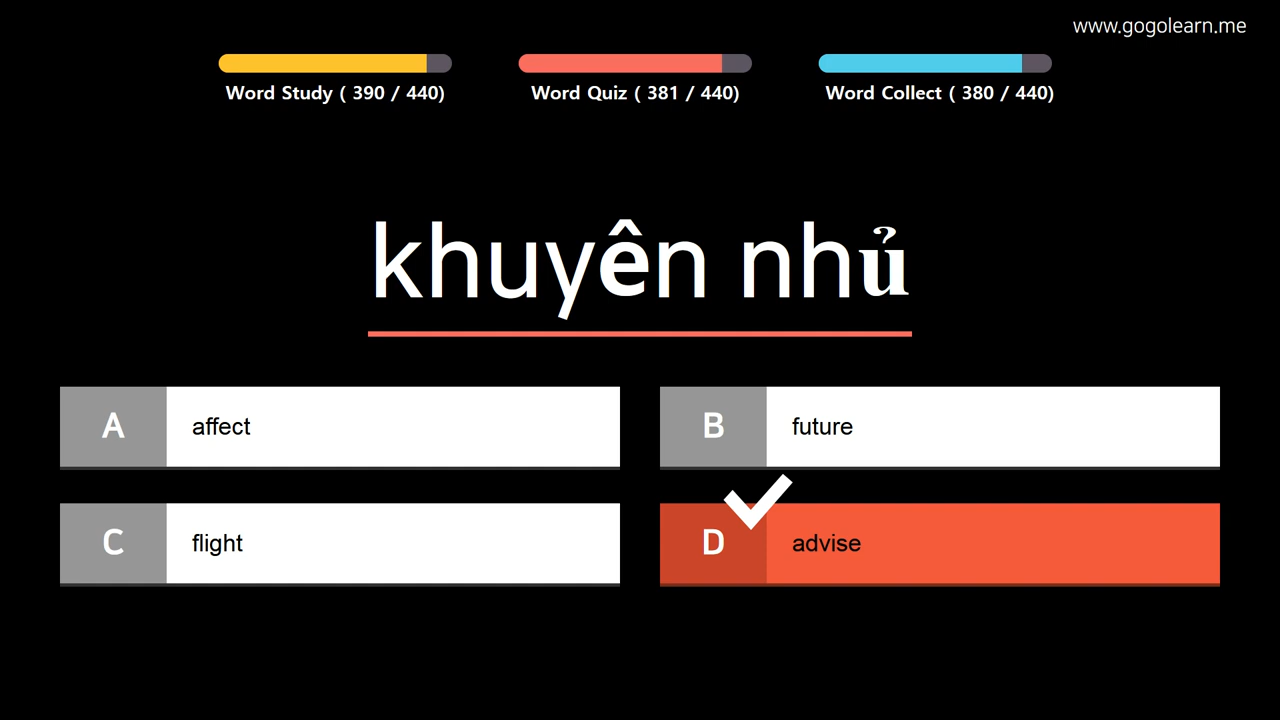 www.gogolearn.me
Word Study ( 390 / 440)
Word Quiz ( 381 / 440)
Word Collect ( 380 / 440)
khuyên nhủ
A affect
B future
C flight
D advise